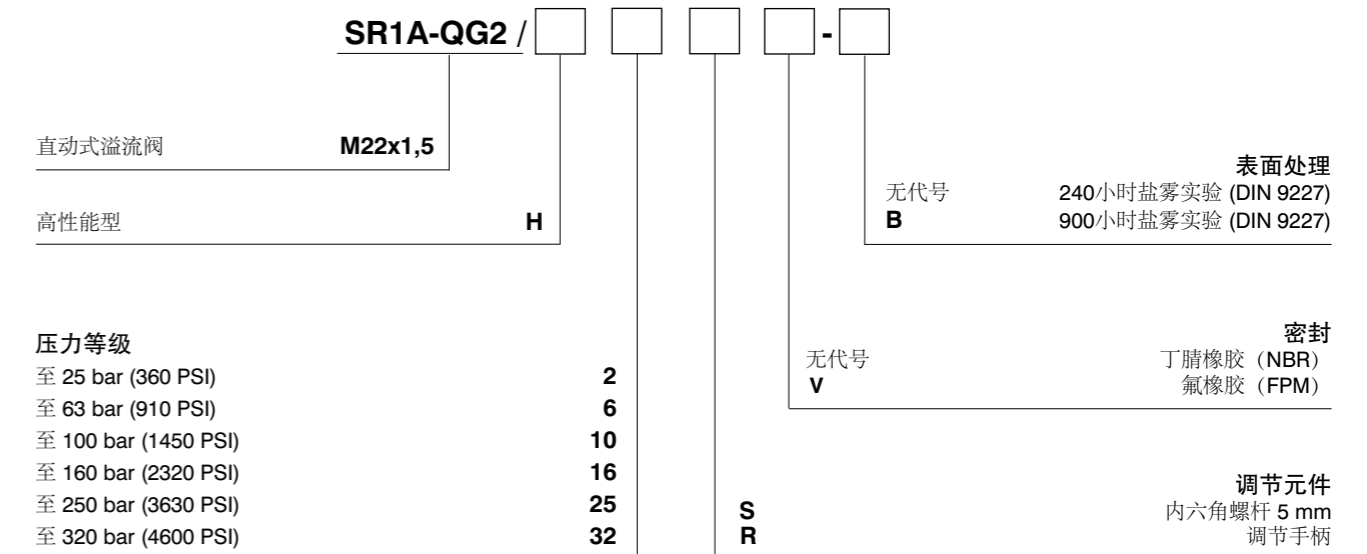 SR1A-QG2 / -
直动式溢流阀 M22x1,5
高性能型 H
表面处理
无代号 240小时盐雾实验 (DIN 9227)
B 900小时盐雾实验 (DIN 9227)
压力等级
至 25 bar (360 PSI) 2
至 63 bar (910 PSI) 6
至 100 bar (1450 PSI) 10
至 160 bar (2320 PSI) 16
至 250 bar (3630 PSI) 25
至 320 bar (4600 PSI) 32
密封
无代号 丁腈橡胶（NBR）
V 氟橡胶（FPM）
调节元件
S 内六角螺杆 5 mm
R 调节手柄